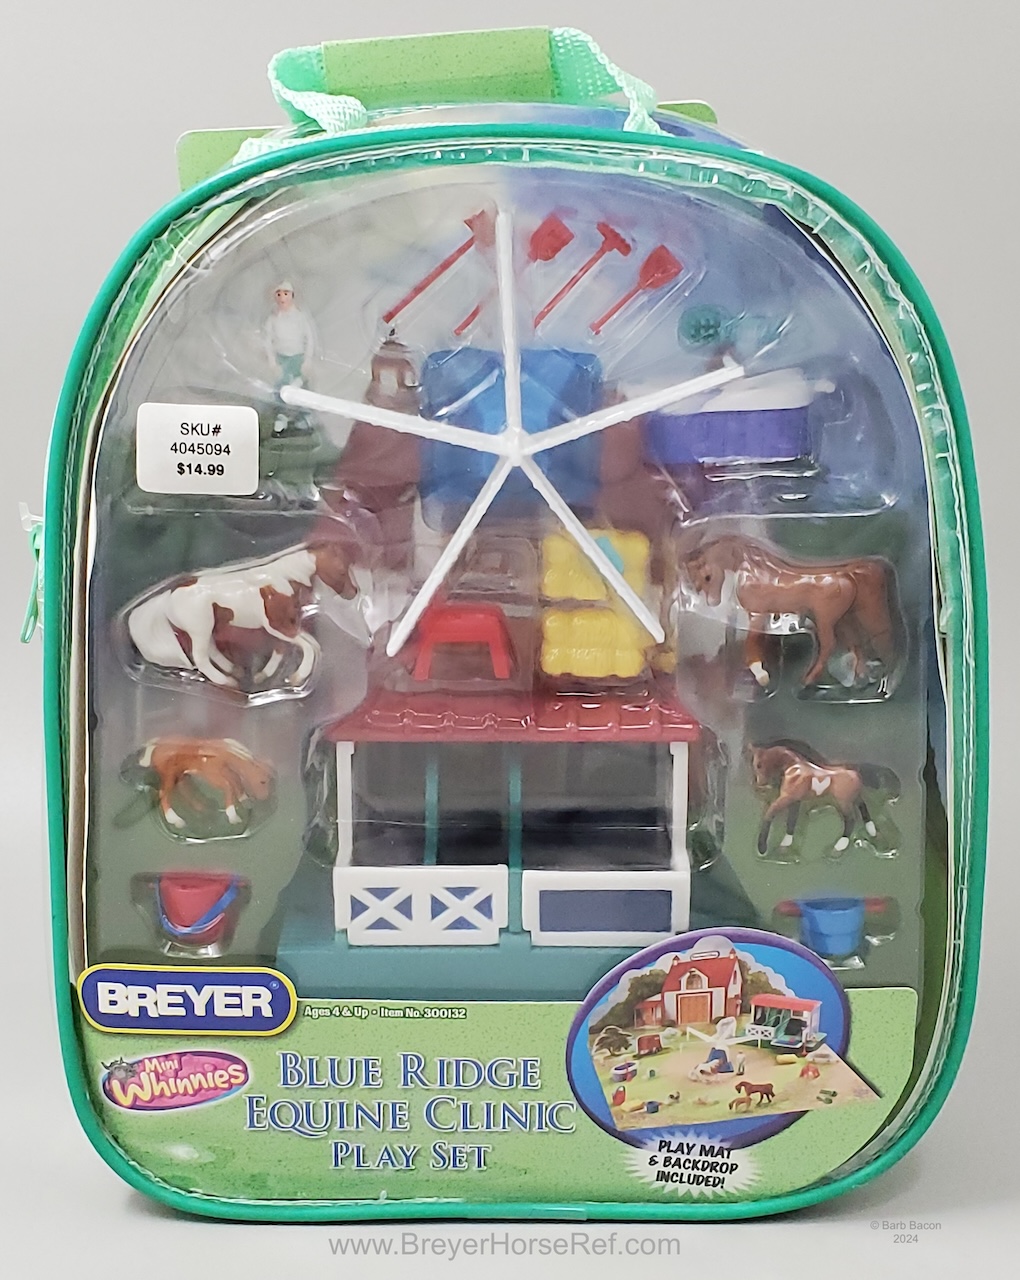 SKU#
4045094
$14.99
BREYER®
Ages 4 & Up • Item No. 300132
Mini
Whinnies
BLUE RIDGE
EQUINE CLINIC
PLAY SET
PLAY MAT
& BACKDROP
INCLUDED!
© Barb Bacon
2024
www.BreyerHorseRef.com